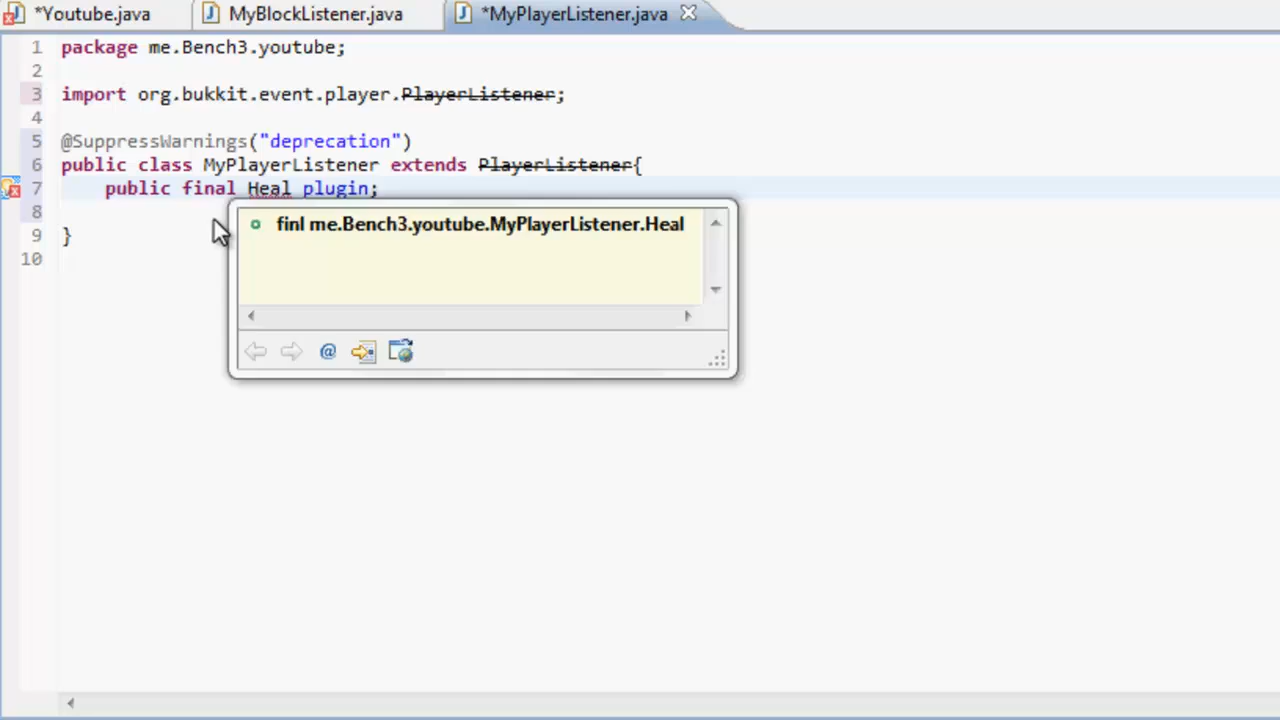 *Youtube.java MyBlockListener.java *MyPlayerListener.java
1 package me.Bench3.youtube;
2
3 import org.bukkit.event.player.PlayerListener;
4
5 @SuppressWarnings("deprecation")
6 public class MyPlayerListener extends PlayerListener{
7 public final Heal plugin;
8
9 }
10
finl me.Bench3.youtube.MyPlayerListener.Heal
@